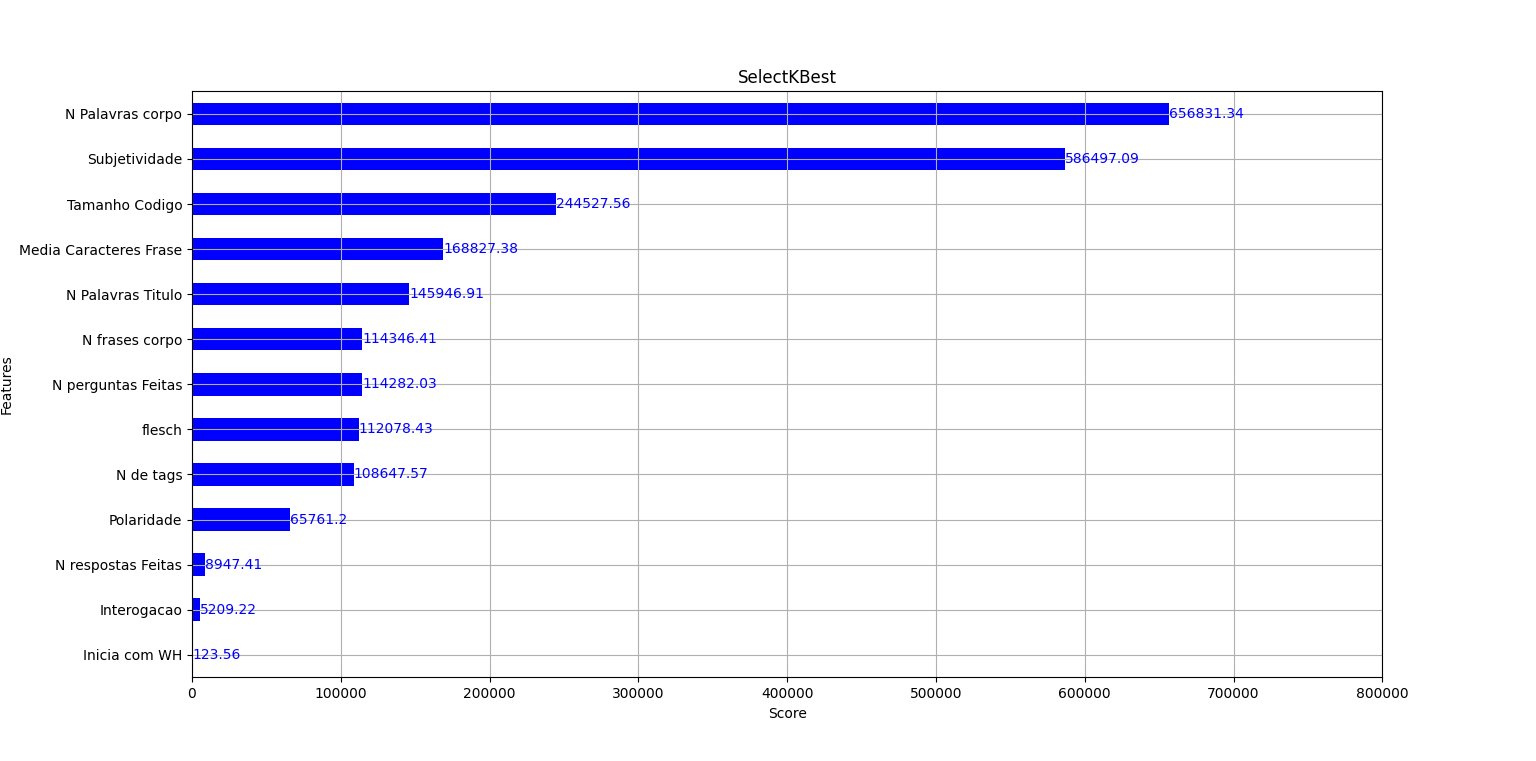 SelectKBest
N Palavras corpo 656831.34
Subjetividade 586497.09
Tamanho Codigo 244527.56
Media Caracteres Frase 168827.38
N Palavras Titulo 145946.91
N frases corpo 114346.41
N perguntas Feitas 114282.03
flesch 112078.43
N de tags 108647.57
Polaridade 65761.2
N respostas Feitas 8947.41
Interogacao 5209.22
Inicia com WH 123.56
Features
0 100000 200000 300000 400000 500000 600000 700000 800000
Score